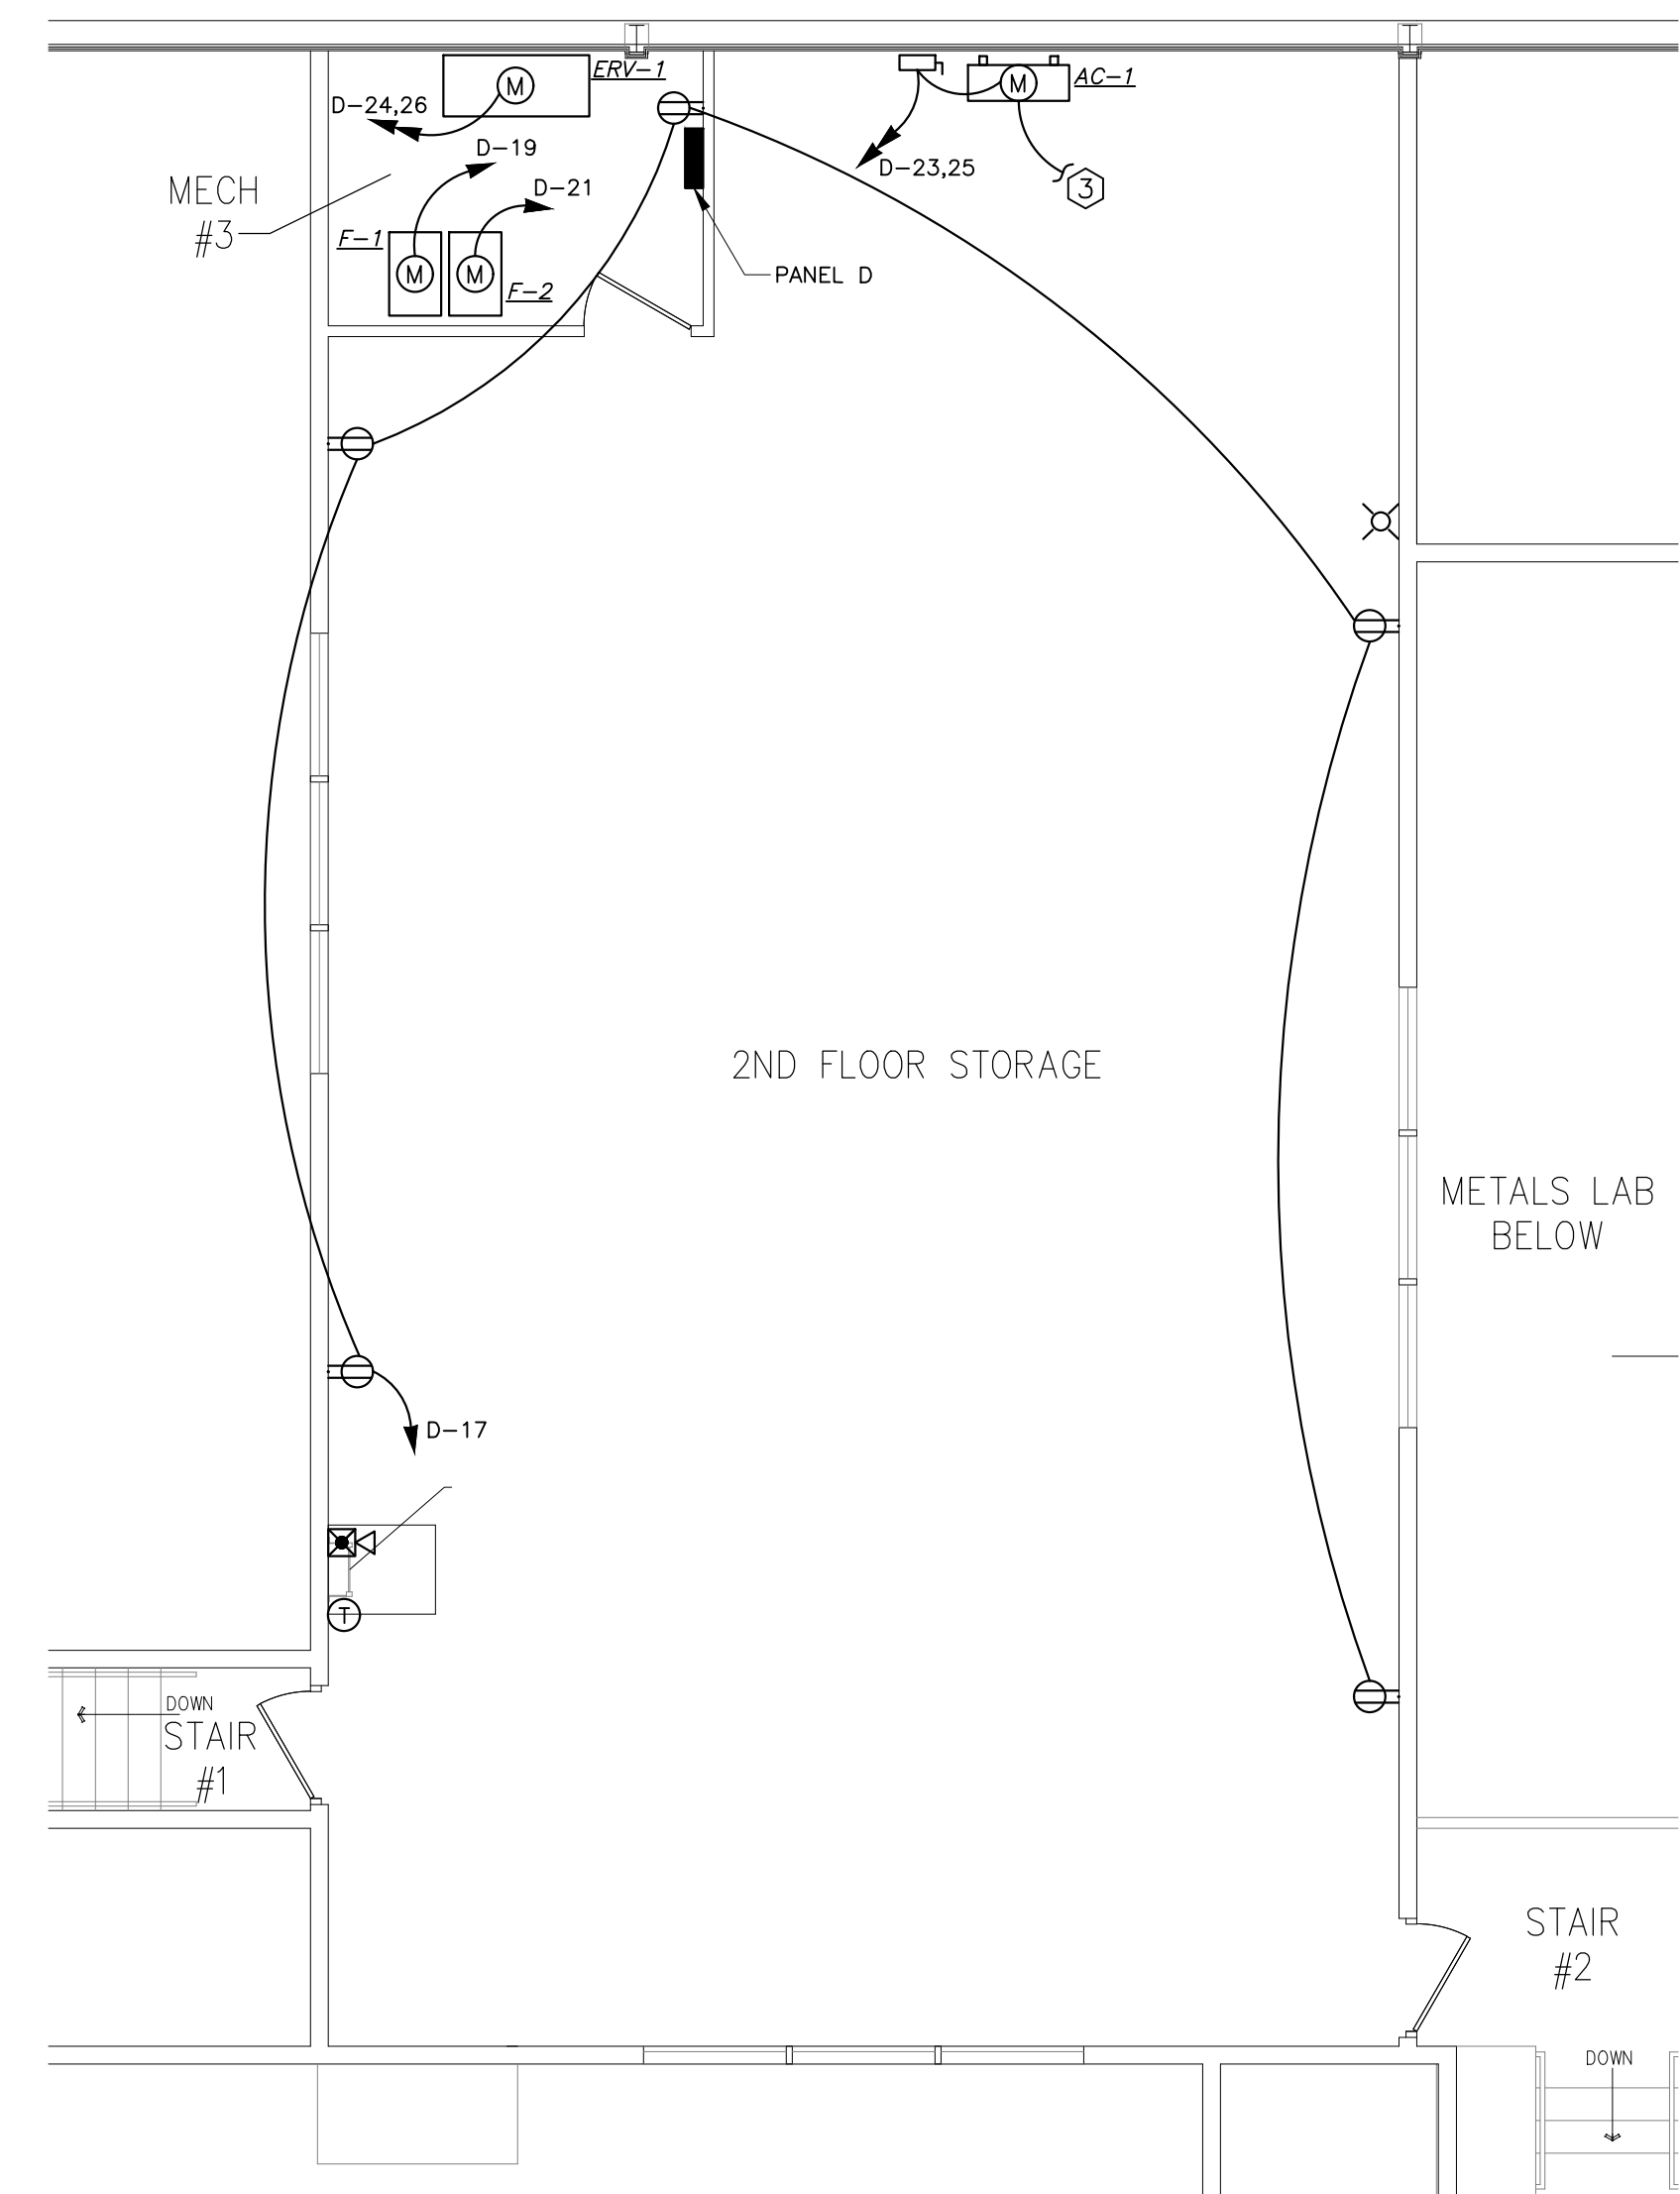 ERV-1
M
M
AC-1
D-24,26
D-19
D-23,25
D-21
3
MECH
#3
F-1
M
M
F-2
PANEL D
2ND FLOOR STORAGE
METALS LAB
BELOW
D-17
T
DOWN
STAIR
#1
STAIR
#2
DOWN